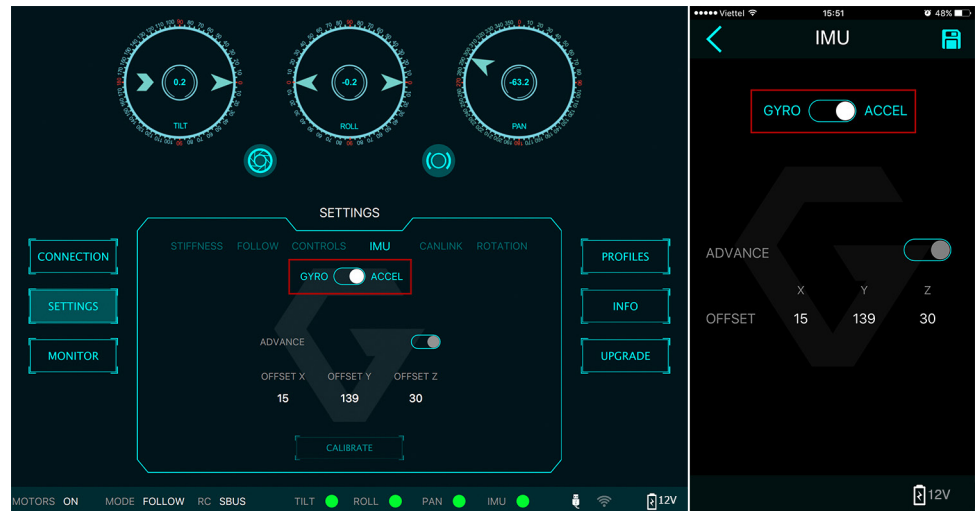 0.2
TILT
-0.2
ROLL
-63.2
PAN
SETTINGS
STIFFNESS FOLLOW CONTROLS IMU CANLINK ROTATION
GYRO ACCEL
ADVANCE
OFFSET X OFFSET Y OFFSET Z
15 139 30
CALIBRATE
CONNECTION
SETTINGS
MONITOR
PROFILES
INFO
UPGRADE
MOTORS ON MODE FOLLOW RC SBUS TILT ROLL PAN IMU 12V
Viettel 15:51 48%
IMU
GYRO ACCEL
ADVANCE
X Y Z
OFFSET 15 139 30
12V